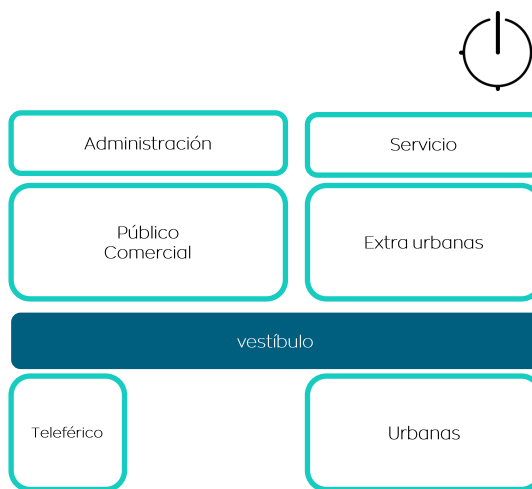 Administración
Servicio
Público
Comercial
Extra urbanas
vestíbulo
Teleférico
Urbanas